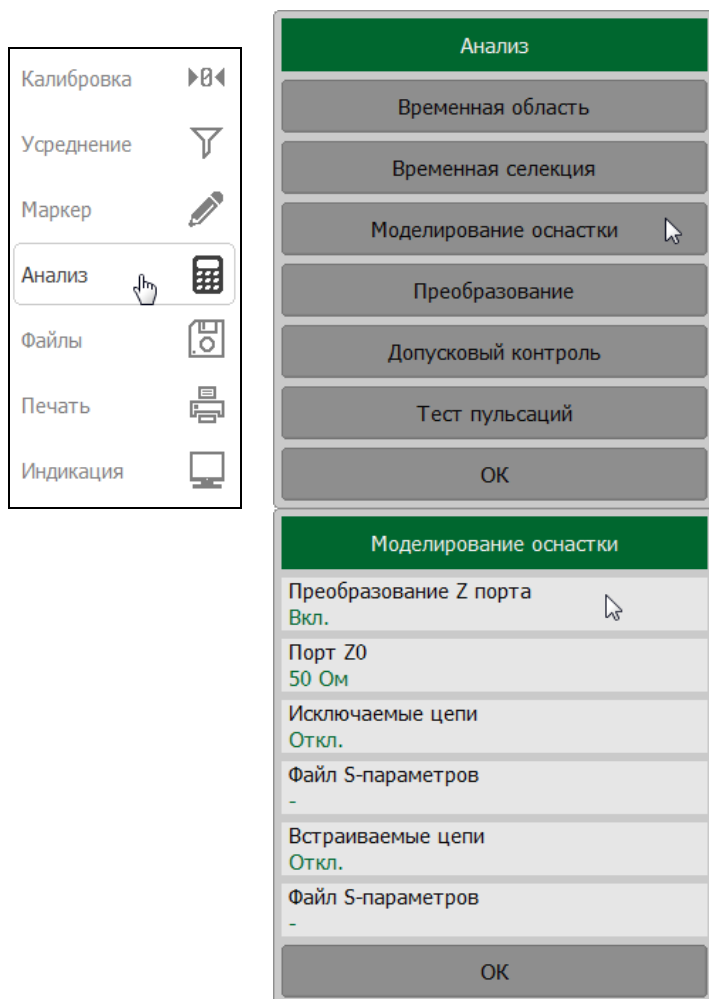 Калибровка
Усреднение
Маркер
Анализ
Файлы
Печать
Индикация
Анализ
Временная область
Временная селекция
Моделирование оснастки
Преобразование
Допусковый контроль
Тест пульсаций
ОК
Моделирование оснастки
Преобразование Z порта
Вкл.
Порт Z0
50 Ом
Исключаемые цепи
Откл.
Файл S-параметров
-
Встраиваемые цепи
Откл.
Файл S-параметров
-
ОК